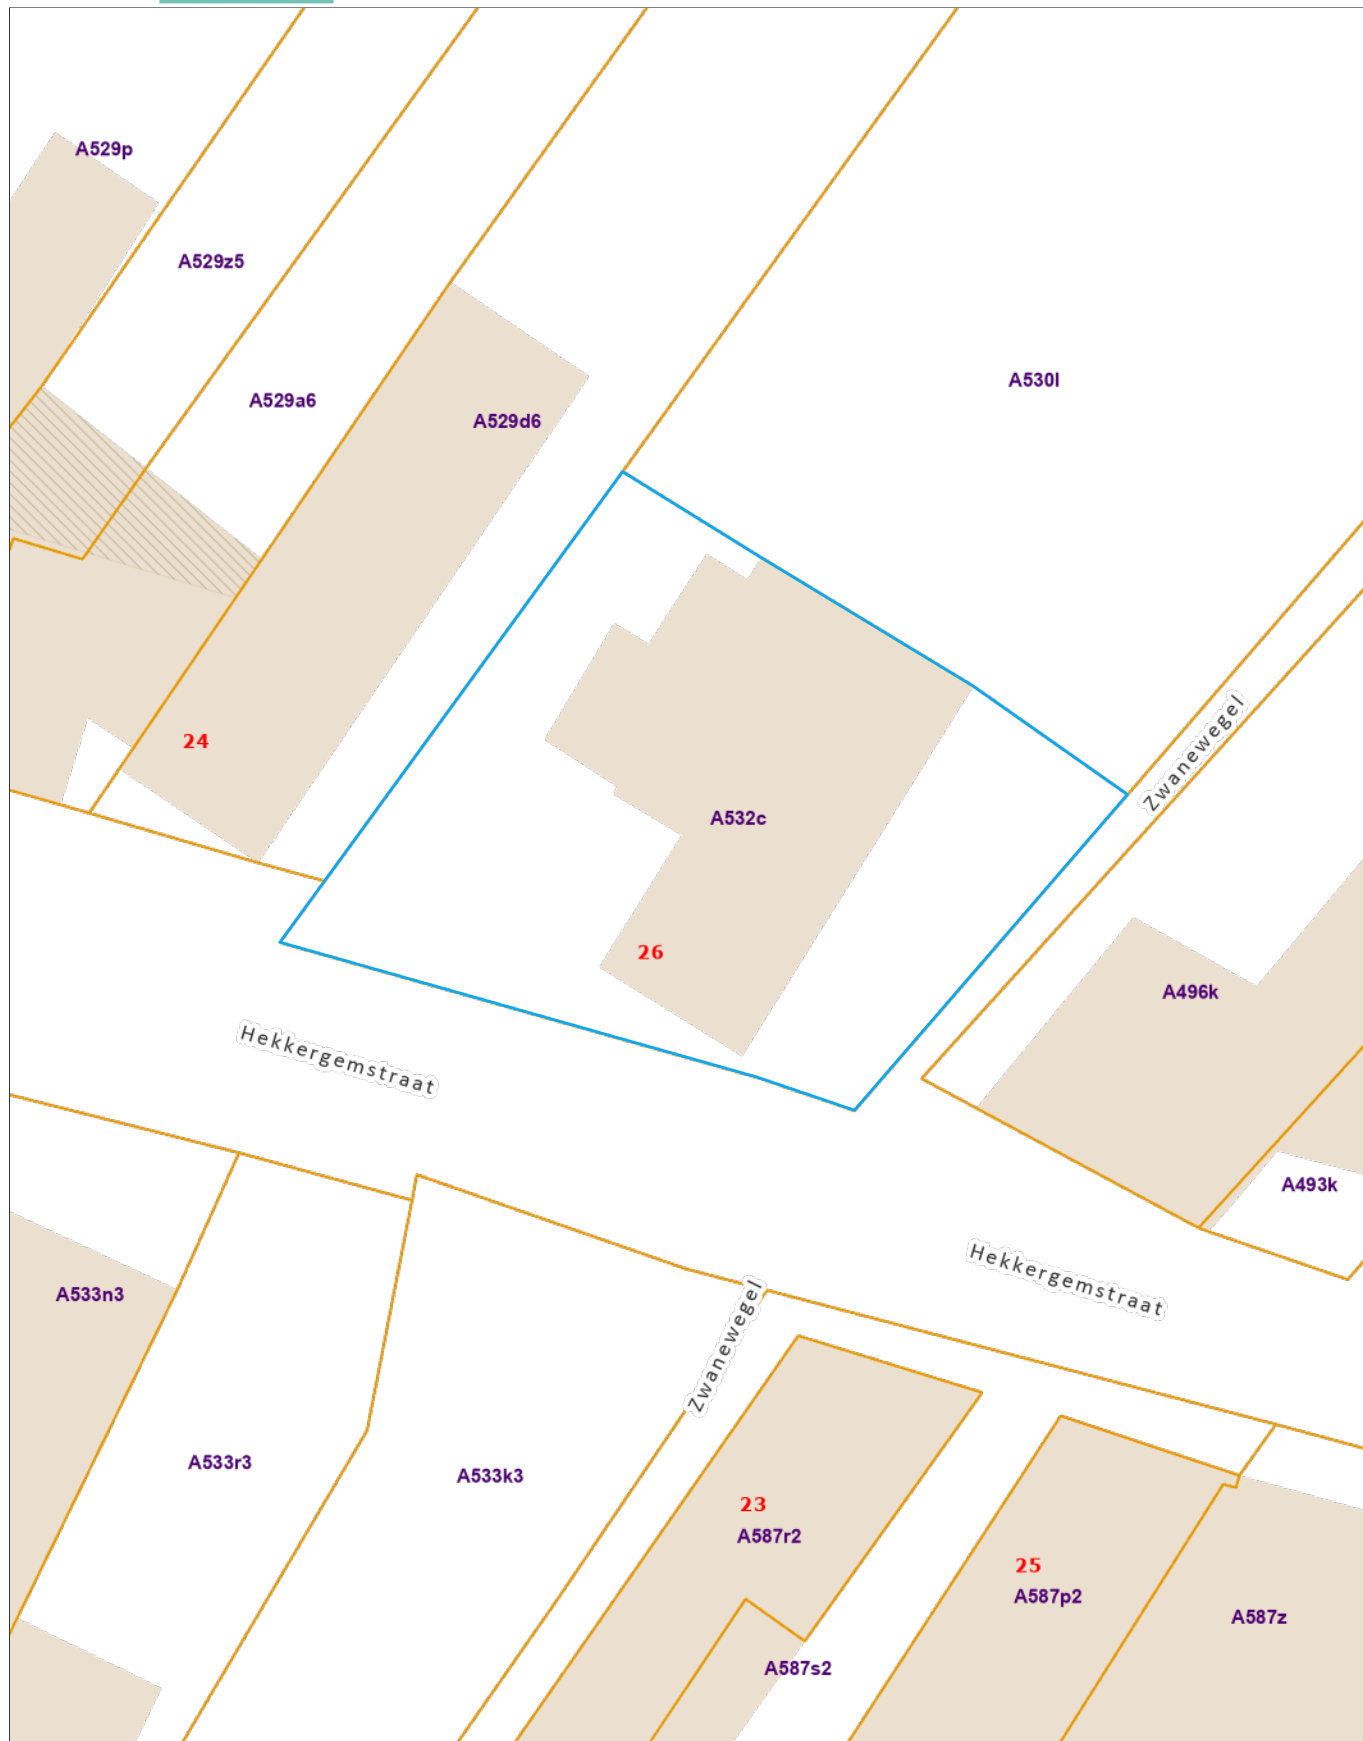 A529p
A529z5
A530l
A529a6
A529d6
Zwanewegel
24
A532c
26
A496k
Hekkergemstraat
A493k
Hekkergemstraat
A533n3
Zwanewegel
A533r3
A533k3
23
A587r2
25
A587p2
A587z
A587s2